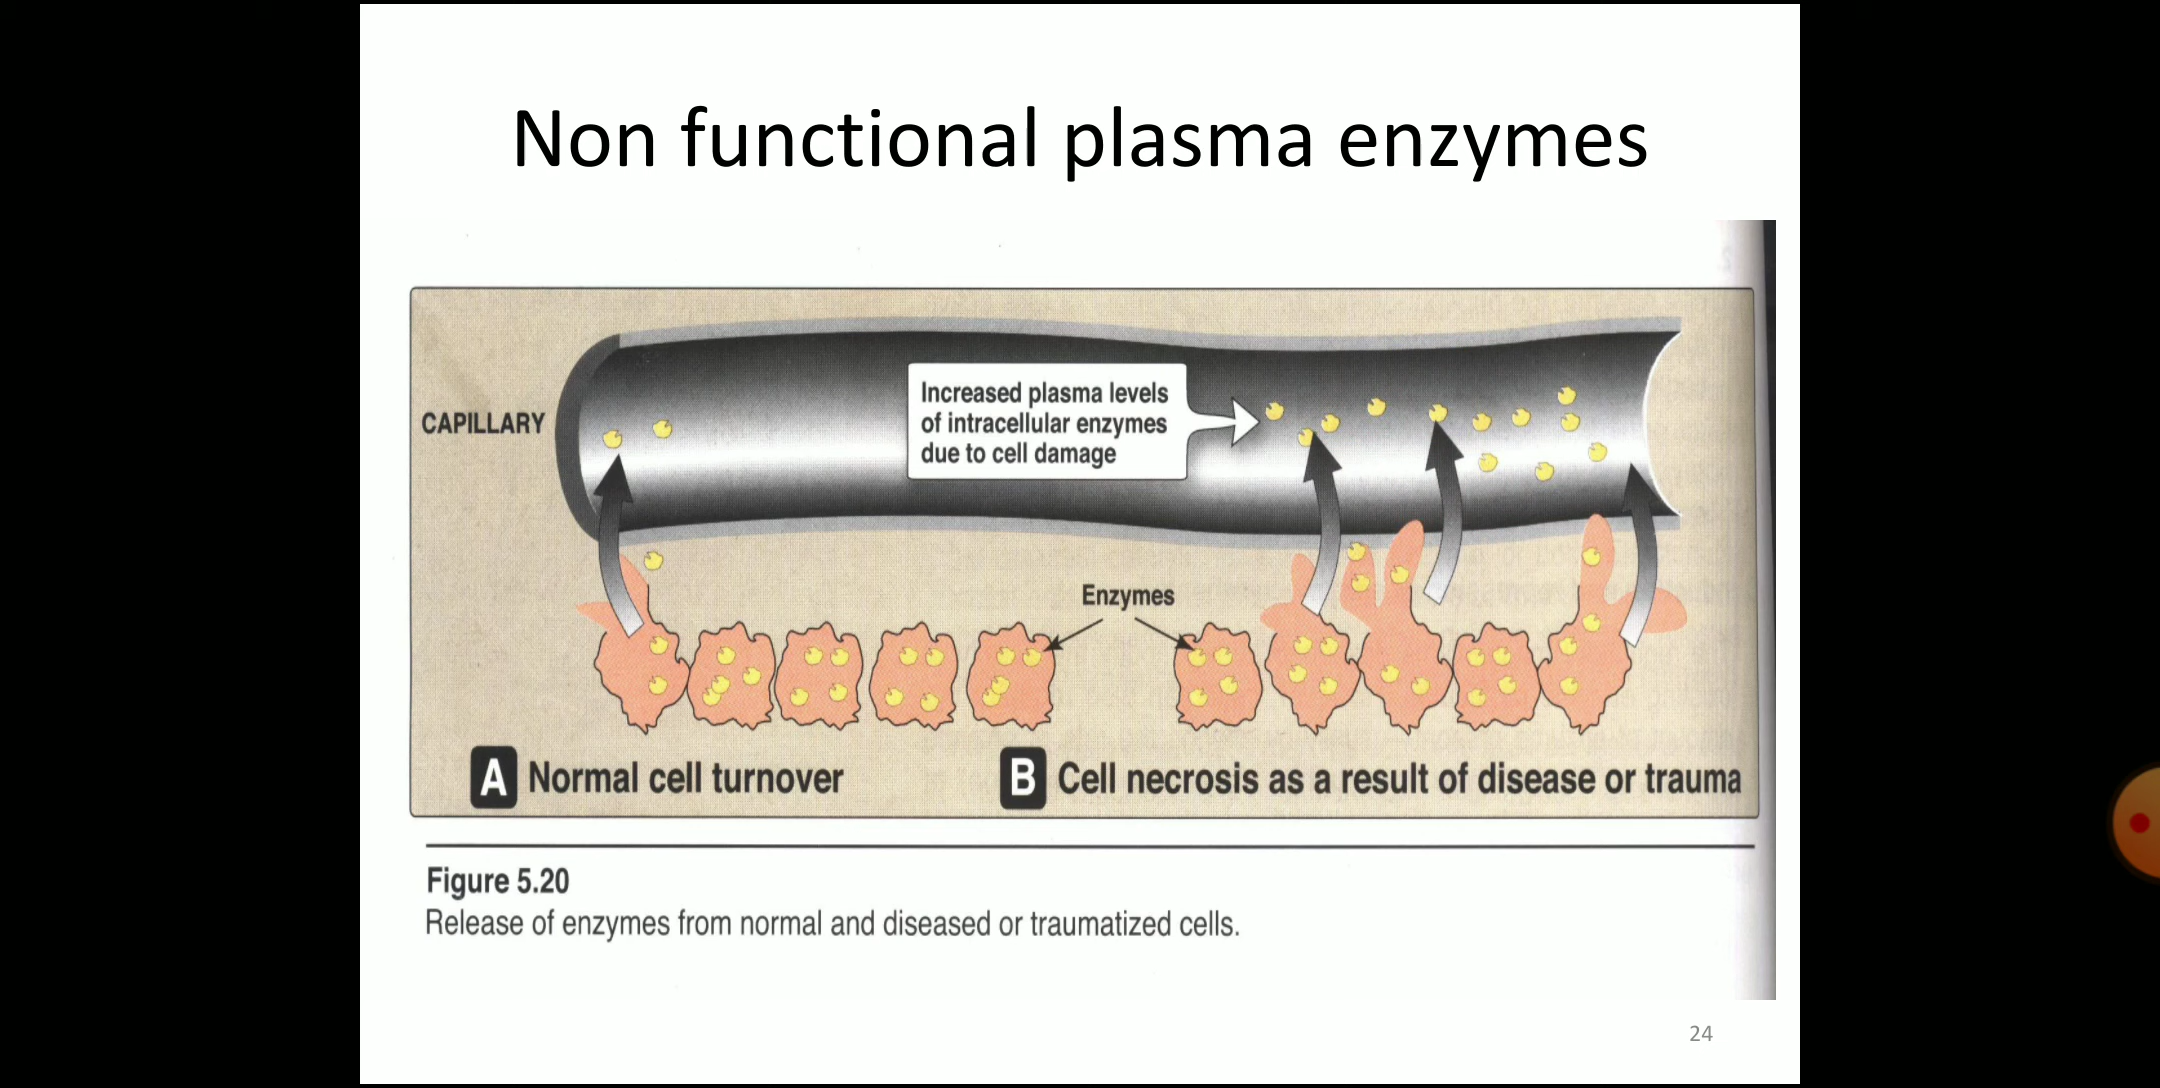 Non functional plasma enzymes
CAPILLARY
Increased plasma levels
of intracellular enzymes
due to cell damage
Enzymes
A Normal cell turnover
B Cell necrosis as a result of disease or trauma
Figure 5.20
Release of enzymes from normal and diseased or traumatized cells.
24